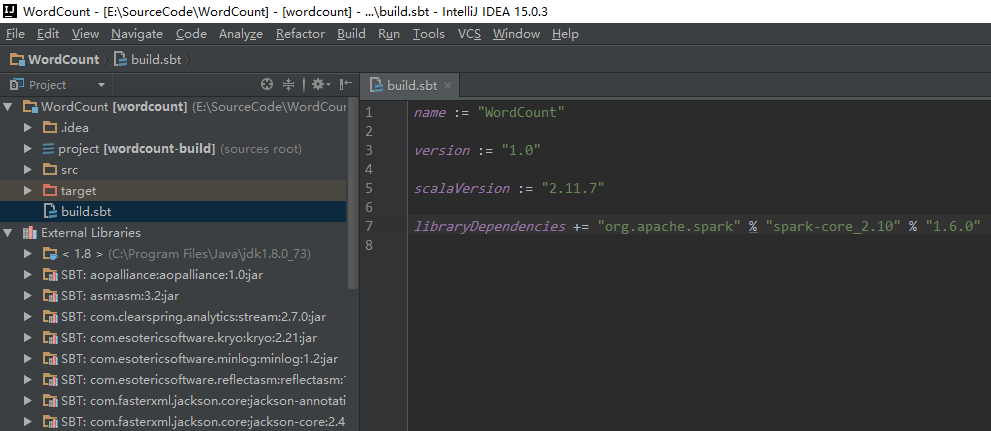 WordCount - [E:\SourceCode\WordCount] - [wordcount] - ...\build.sbt - IntelliJ IDEA 15.0.3
File Edit View Navigate Code Analyze Refactor Build Run Tools VCS Window Help
WordCount build.sbt
Project
build.sbt
WordCount [wordcount] (E:\SourceCode\WordCour
.idea
project [wordcount-build] (sources root)
src
target
build.sbt
External Libraries
< 1.8 > (C:\Program Files\Java\jdk1.8.0_73)
SBT: aopalliance:aopalliance:1.0:jar
SBT: asm:asm:3.2:jar
SBT: com.clearspring.analytics:stream:2.7.0:jar
SBT: com.esotericsoftware.kryo:kryo:2.21:jar
SBT: com.esotericsoftware.minlog:minlog:1.2:jar
SBT: com.esotericsoftware.reflectasm:reflectasm:
SBT: com.fasterxml.jackson.core:jackson-annotati
SBT: com.fasterxml.jackson.core:jackson-core:2.4
1 name := "WordCount"
2
3 version := "1.0"
4
5 scalaVersion := "2.11.7"
6
7 libraryDependencies += "org.apache.spark" % "spark-core_2.10" % "1.6.0"
8